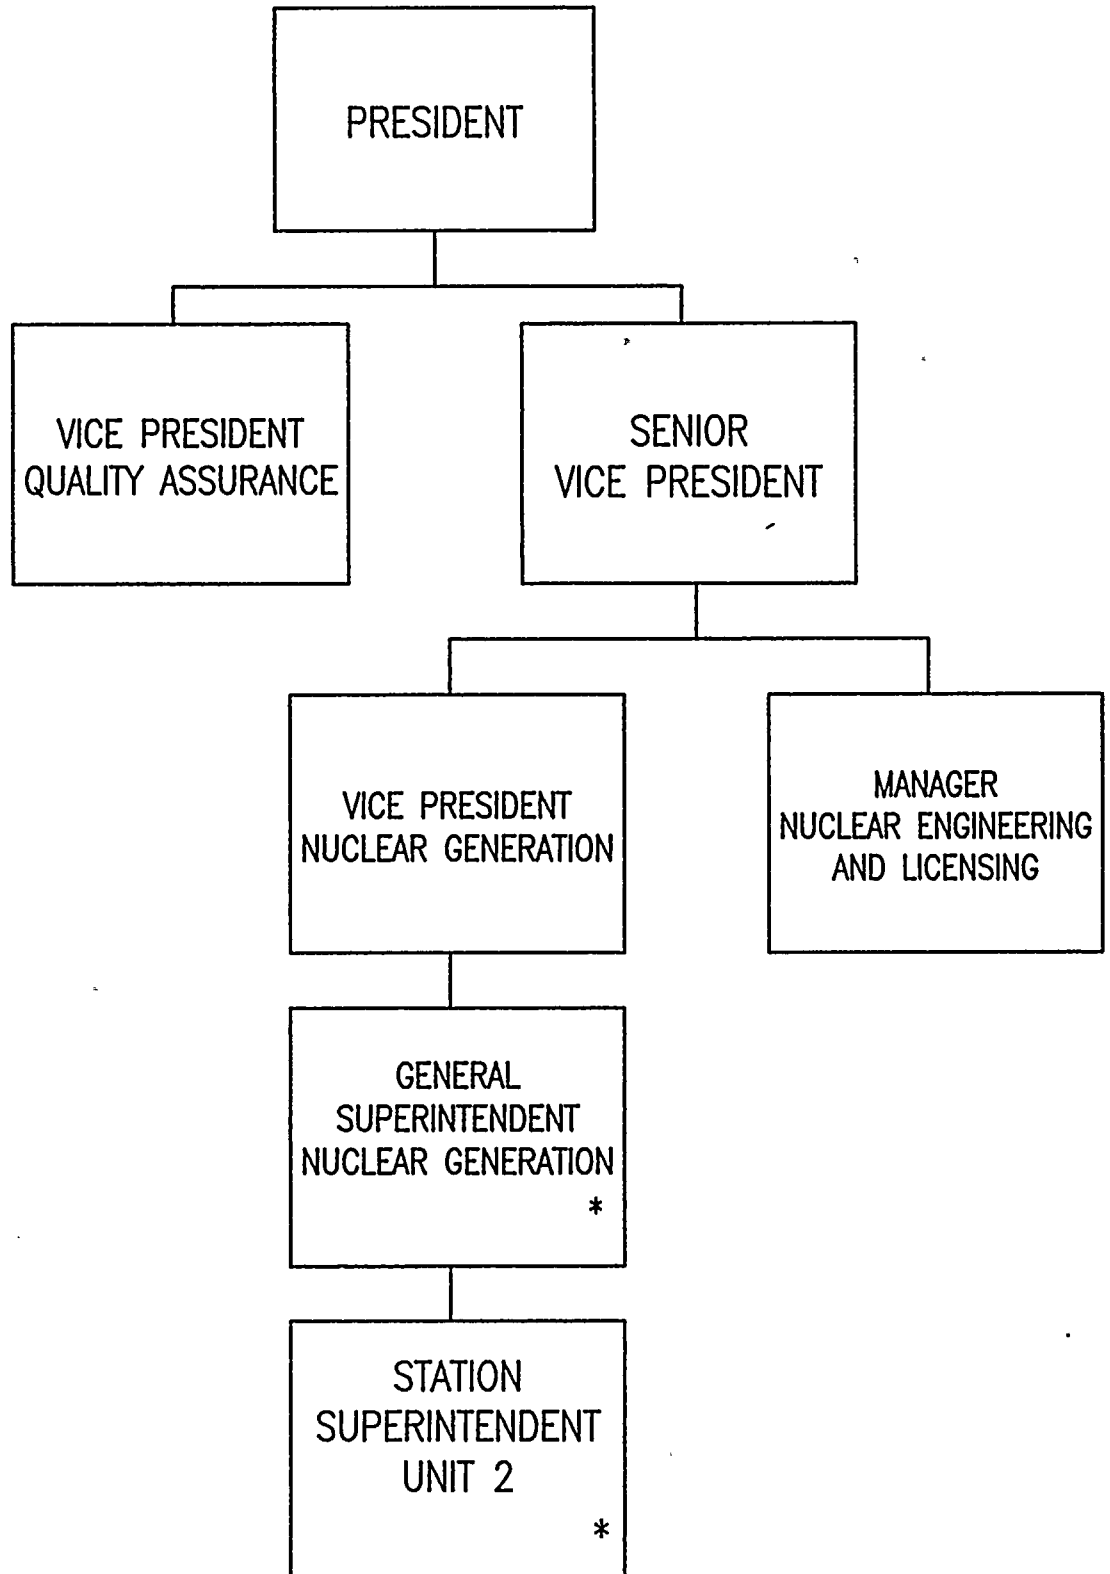 PRESIDENT
VICE PRESIDENT
QUALITY ASSURANCE
SENIOR
VICE PRESIDENT
VICE PRESIDENT
NUCLEAR GENERATION
MANAGER
NUCLEAR ENGINEERING
AND LICENSING
GENERAL
SUPERINTENDENT
NUCLEAR GENERATION
*
STATION
SUPERINTENDENT
UNIT 2
*